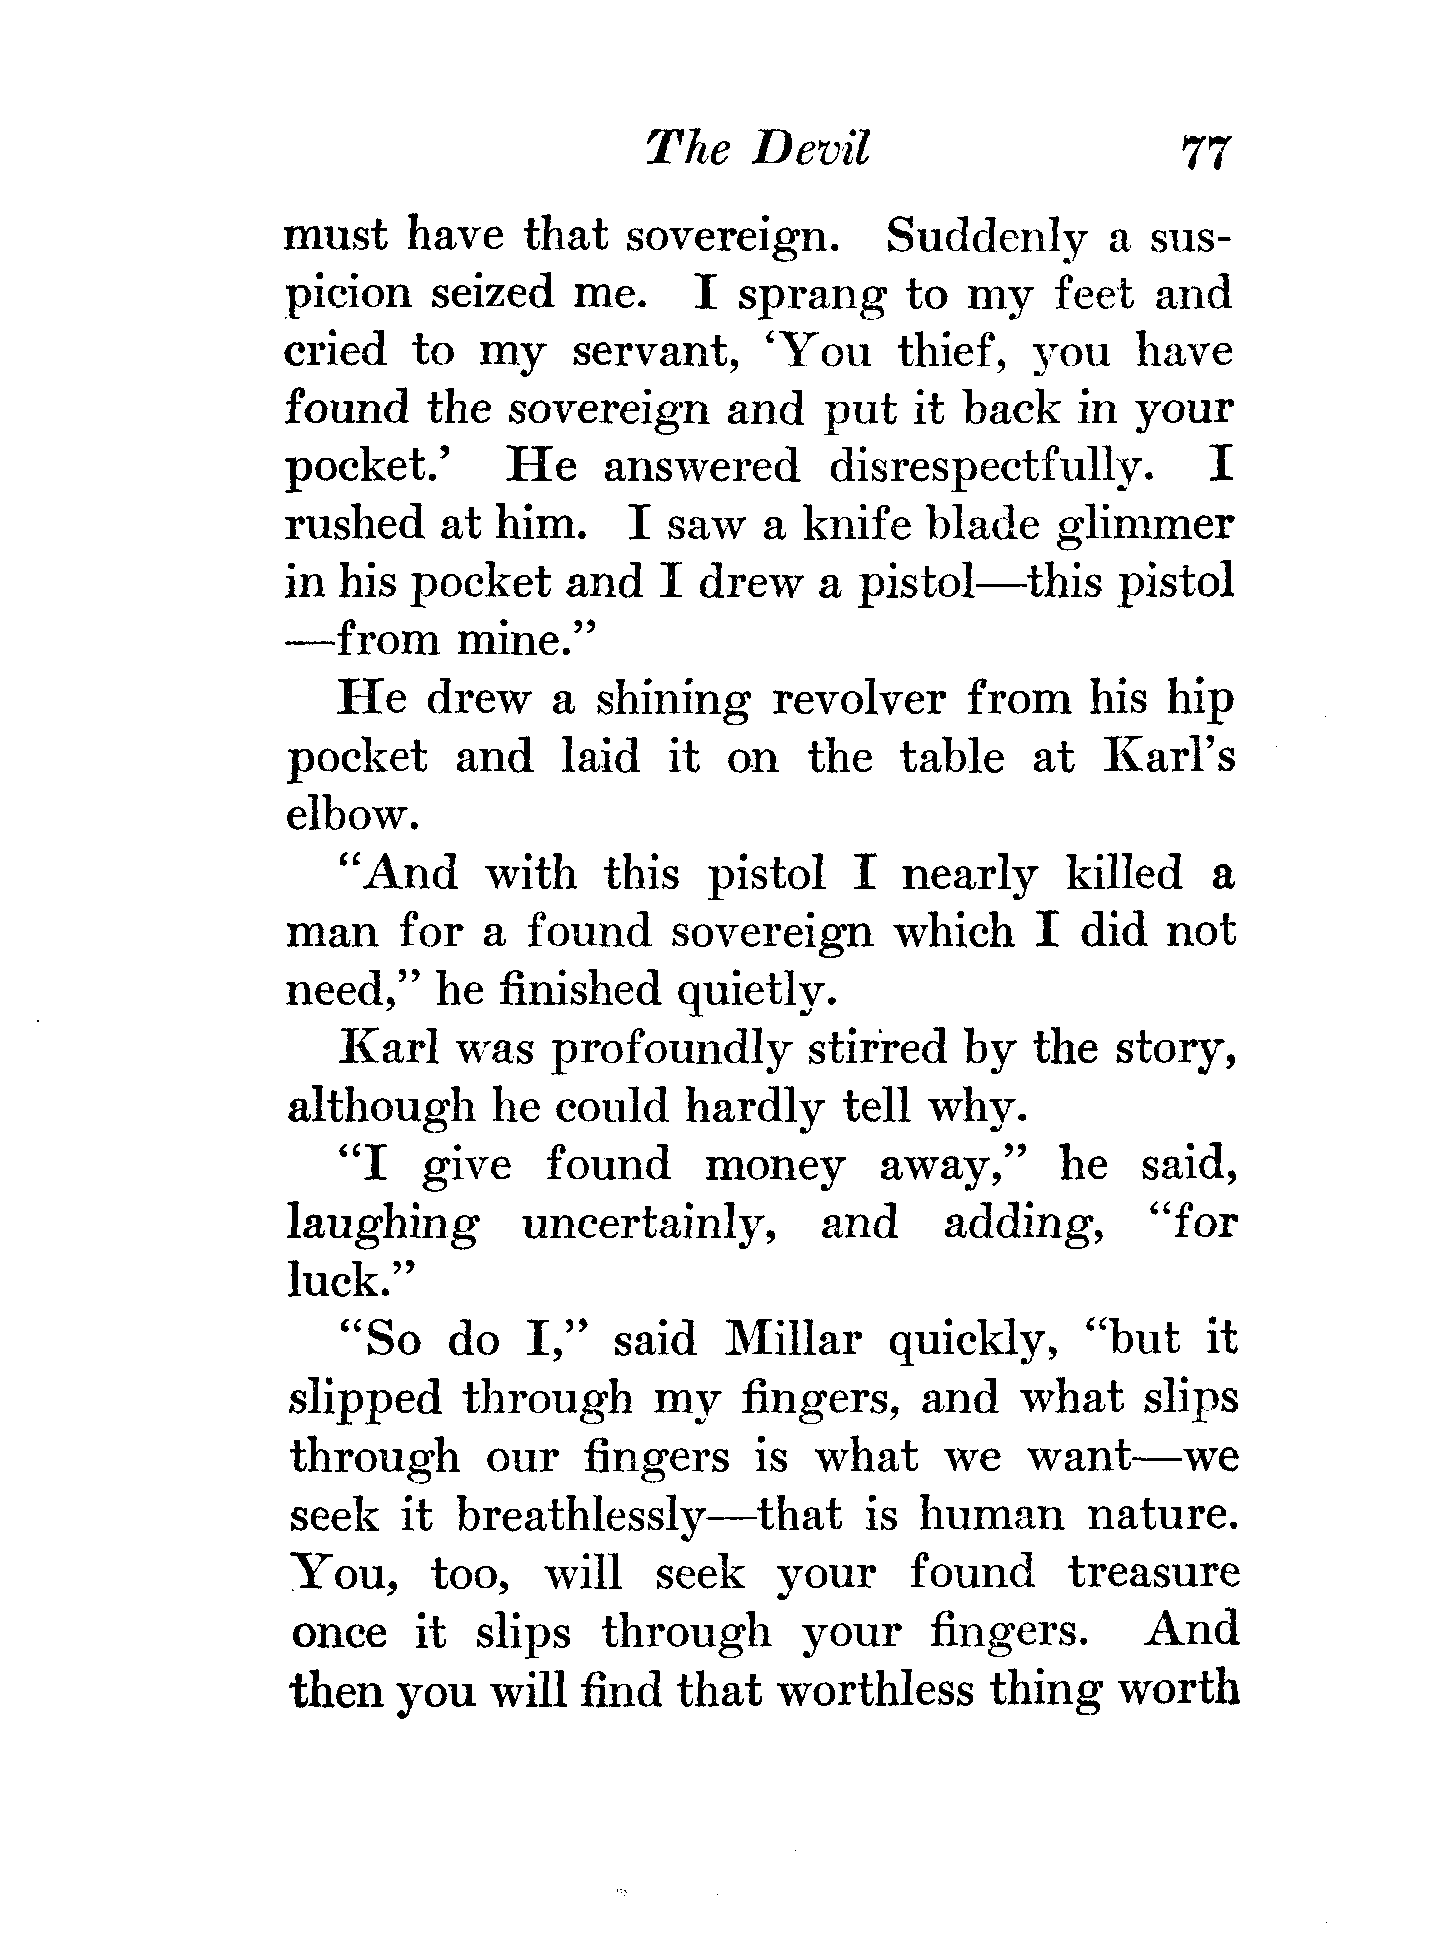 The Devil 77
must have that sovereign. Suddenly a sus-
picion seized me. I sprang to my feet and
cried to my servant, ‘You thief, you have
found the sovereign and put it back in your
pocket.’ He answered disrespectfully. I
rushed at him. I saw a knife blade glimmer
in his pocket and I drew a pistol—this pistol
—from mine.”
He drew a shining revolver from his hip
pocket and laid it on the table at Karl’s
elbow.
“And with this pistol I nearly killed a
man for a found sovereign which I did not
need,” he finished quietly.
Karl was profoundly stirred by the story,
although he could hardly tell why.
“I give found money away,” he said,
laughing uncertainly, and adding, “for
luck.”
“So do I,” said Millar quickly, “but it
slipped through my fingers, and what slips
through our fingers is what we want—we
seek it breathlessly—that is human nature.
You, too, will seek your found treasure
once it slips through your fingers. And
then you will find that worthless thing worth